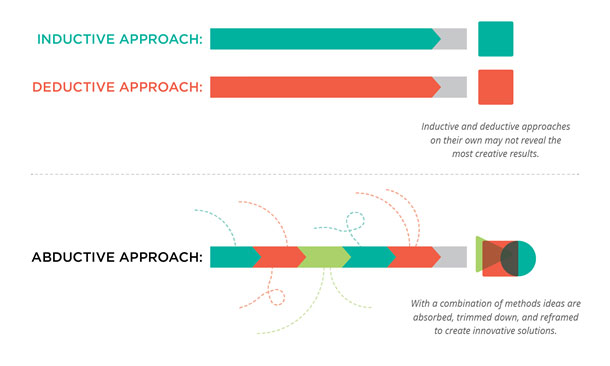 INDUCTIVE APPROACH:
DEDUCTIVE APPROACH:
Inductive and deductive approaches
on their own may not reveal the
most creative results.
ABDUCTIVE APPROACH:
With a combination of methods ideas are
absorbed, trimmed down, and reframed
to create innovative solutions.